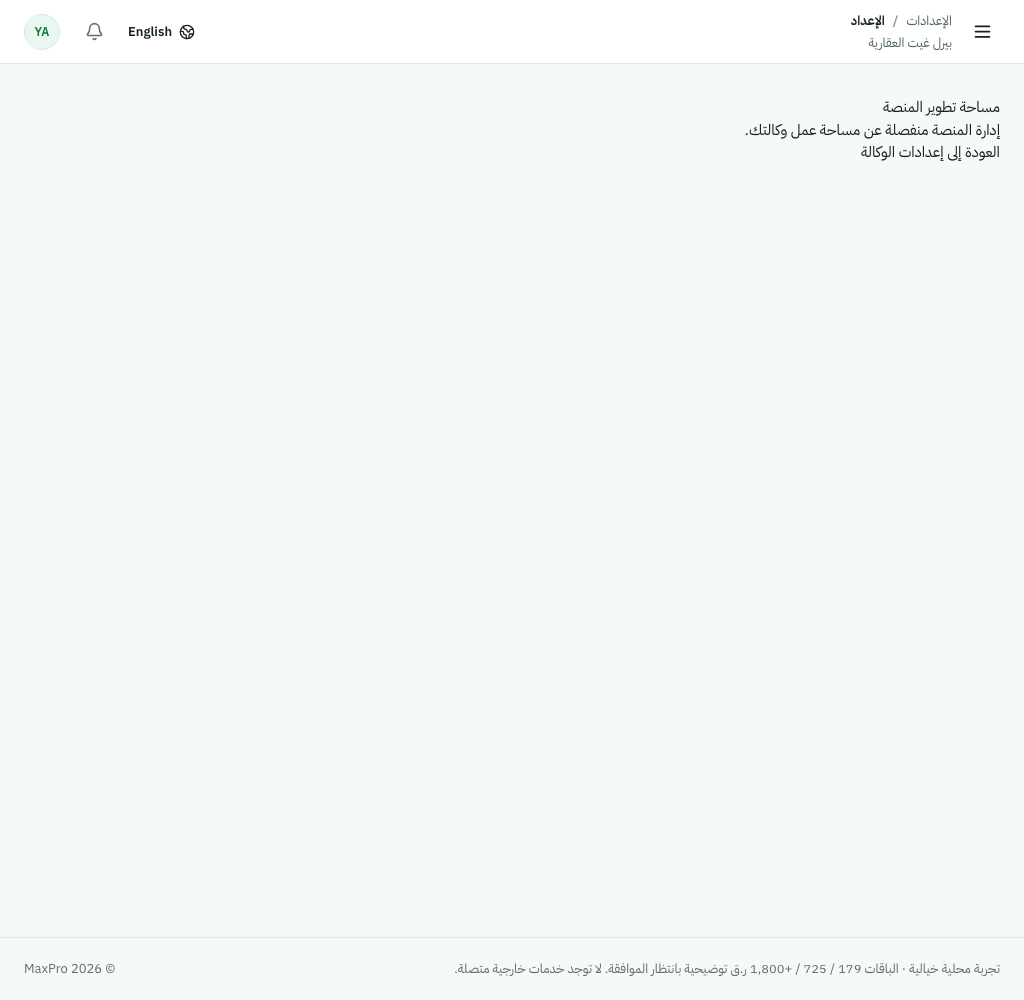 الإعدادات / الإعداد
بيرل غيت العقارية
English
YA
مساحة تطوير المنصة
إدارة المنصة منفصلة عن مساحة عمل وكالتك.
العودة إلى إعدادات الوكالة
تجربة محلية خيالية · الباقات 179 / 725 / 1,800+ ر.ق توضيحية بانتظار الموافقة. لا توجد خدمات خارجية متصلة.
MaxPro 2026 ©